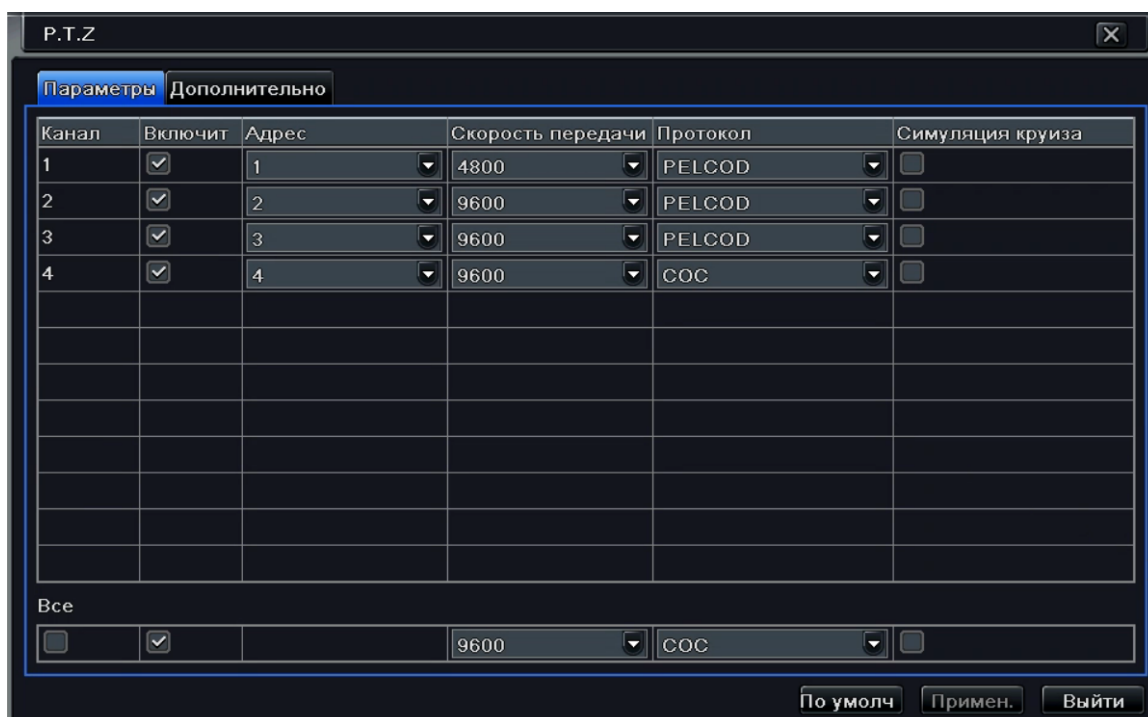 P.T.Z
Параметры Дополнительно
Канал Включит Адрес Скорость передачи Протокол Симуляция круиза
1 1 4800 PELCOD
2 2 9600 PELCOD
3 3 9600 PELCOD
4 4 9600 COC
Все
9600 COC
По умолч Примен. Выйти